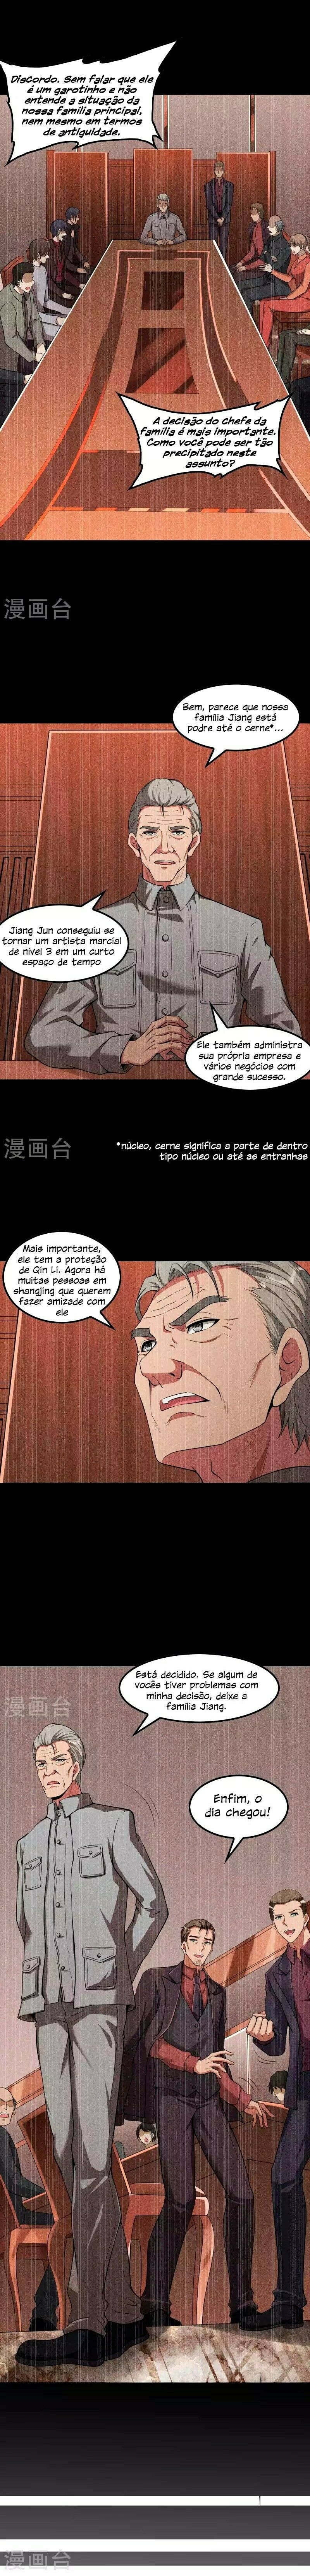 Discordo. Sem falar que ele
é um garotinho e não
entende a situação da
nossa família principal,
nem mesmo em termos
de antiguidade.
A decisão do chefe da
família é mais importante.
Como você pode ser tão
precipitado neste
assunto?
漫画台
Bem, parece que nossa
família Jiang está
podre até o cerne*...
Jiang Jun conseguiu se
tornar um artista marcial
de nível 3 em um curto
espaço de tempo
Ele também administra
sua própria empresa e
vários negócios com
grande sucesso.
漫画台
*núcleo, cerne significa a parte de dentro
tipo núcleo ou até as entranhas
Mais importante,
ele tem a proteção
de Qin Li. Agora há
muitas pessoas em
shangjing que querem
fazer amizade com
ele
Está decidido. Se algum de
vocês tiver problemas com
minha decisão, deixe a
família Jiang.
漫画台
Enfim, o
dia chegou!
漫画台